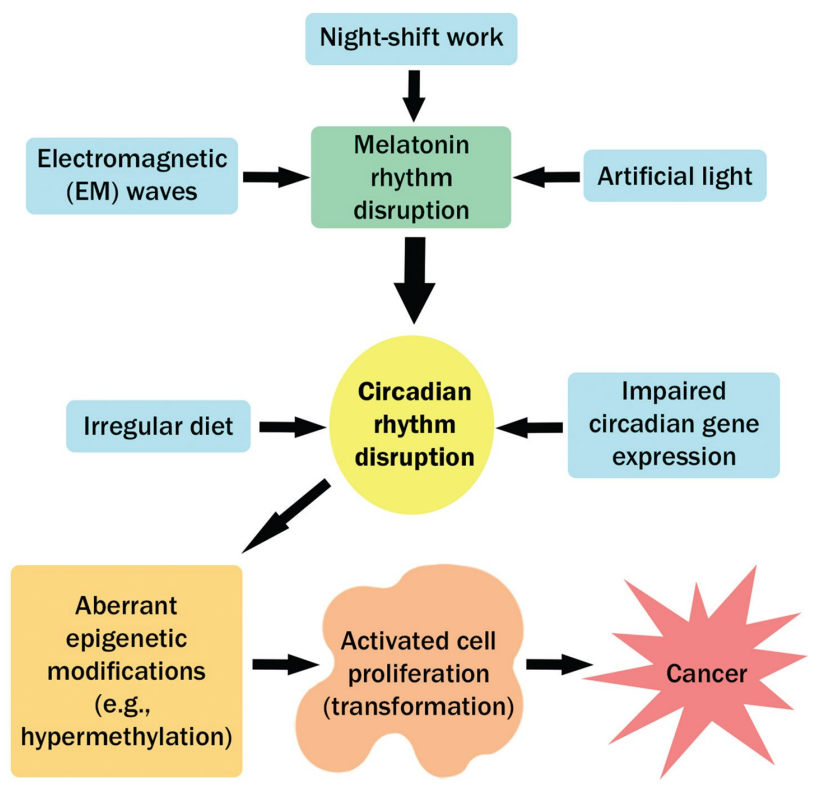 Night-shift work
Electromagnetic
(EM) waves
Melatonin
rhythm
disruption
Artificial light
Irregular diet
Circadian
rhythm
disruption
Impaired
circadian gene
expression
Aberrant
epigenetic
modifications
(e.g.,
hypermethylation)
Activated cell
proliferation
(transformation)
Cancer